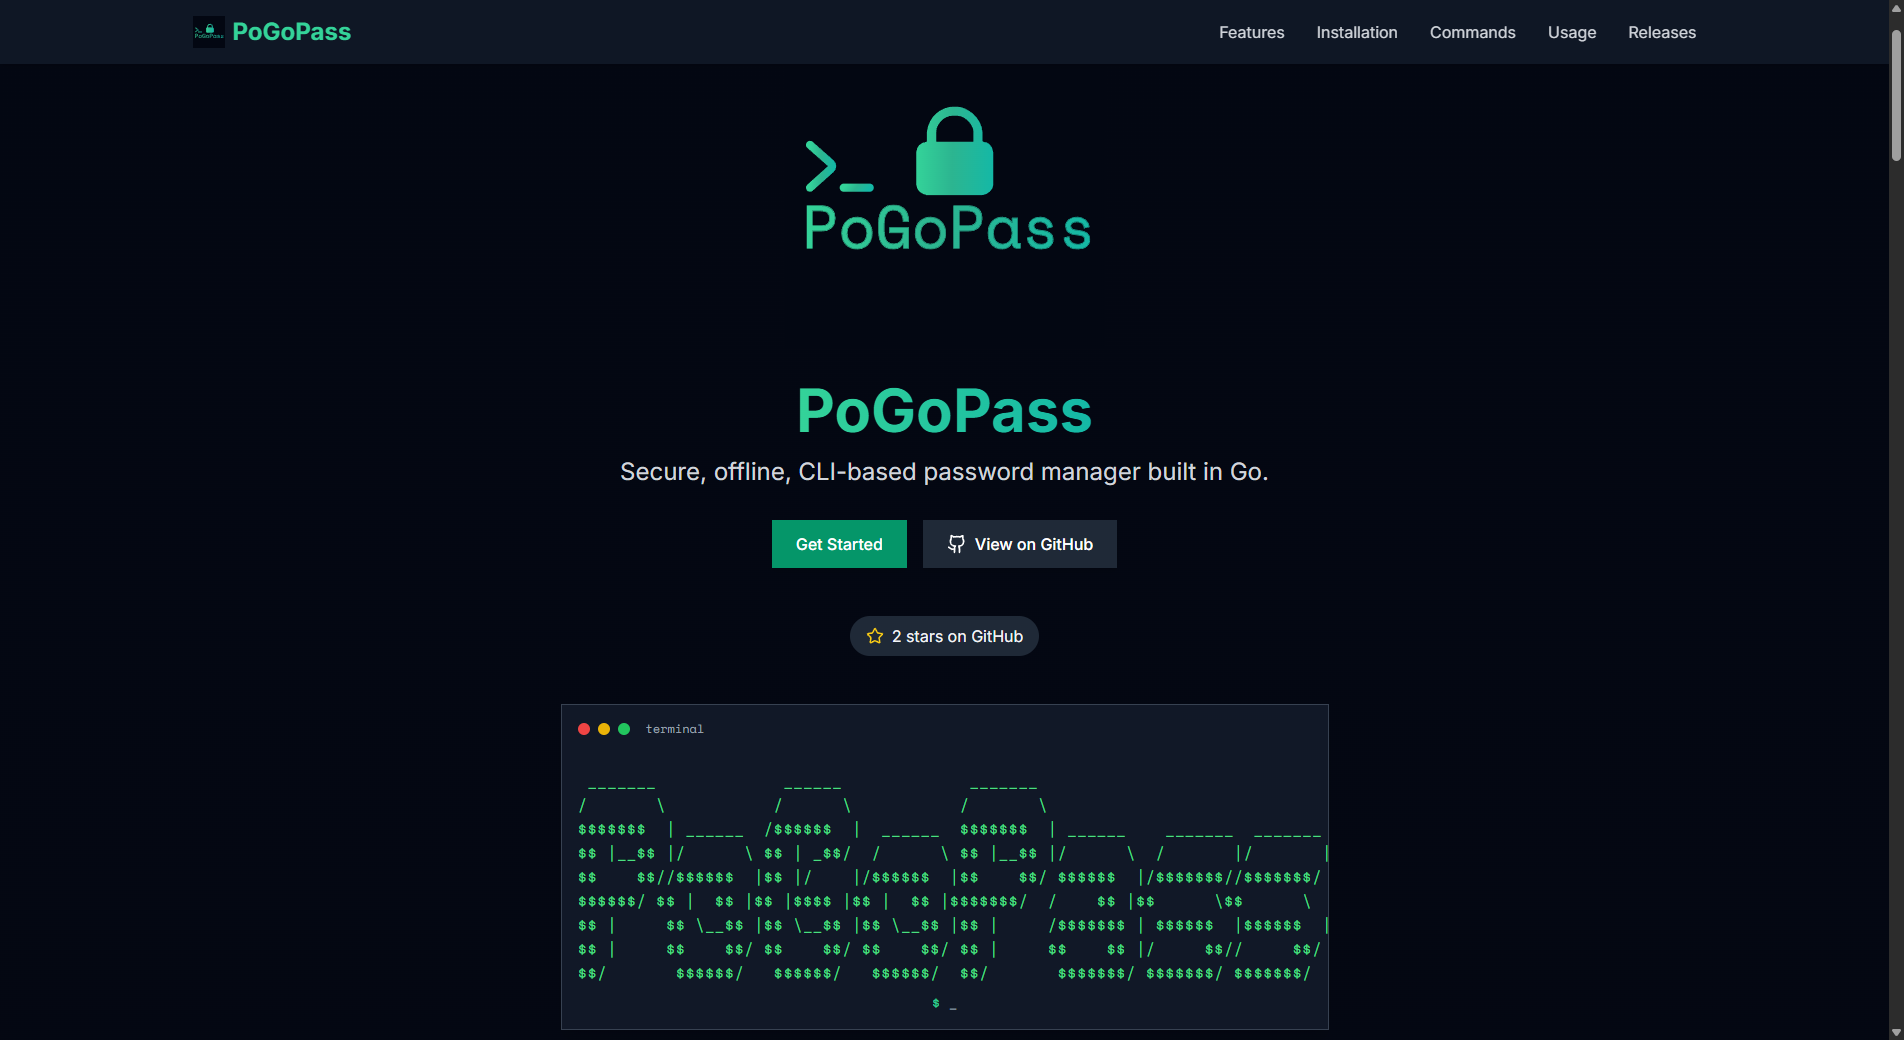 PoGoPass
PoGoPass
Features
Installation
Commands
Usage
Releases
>_
PoGoPass
PoGoPass
Secure, offline, CLI-based password manager built in Go.
Get Started
View on GitHub
2 stars on GitHub
terminal
 _______             ______             _______
/       \           /      \           /       \
$$$$$$$  | ______  /$$$$$$  |  ______  $$$$$$$  | ______    _______  _______
$$ |__$$ |/      \ $$ | _$$/  /      \ $$ |__$$ |/      \  /       |/       |
$$    $$//$$$$$$  |$$ |/    |/$$$$$$  |$$    $$/ $$$$$$  |/$$$$$$$//$$$$$$$/
$$$$$$/ $$ |  $$ |$$ |$$$$ |$$ |  $$ |$$$$$$$/  /    $$ |$$      \$$      \
$$ |     $$ \__$$ |$$ \__$$ |$$ \__$$ |$$ |     /$$$$$$$ | $$$$$$  |$$$$$$  |
$$ |     $$    $$/ $$    $$/ $$    $$/ $$ |     $$    $$ |/     $$//     $$/
$$/       $$$$$$/   $$$$$$/   $$$$$$/  $$/       $$$$$$$/ $$$$$$$/ $$$$$$$/
$ _